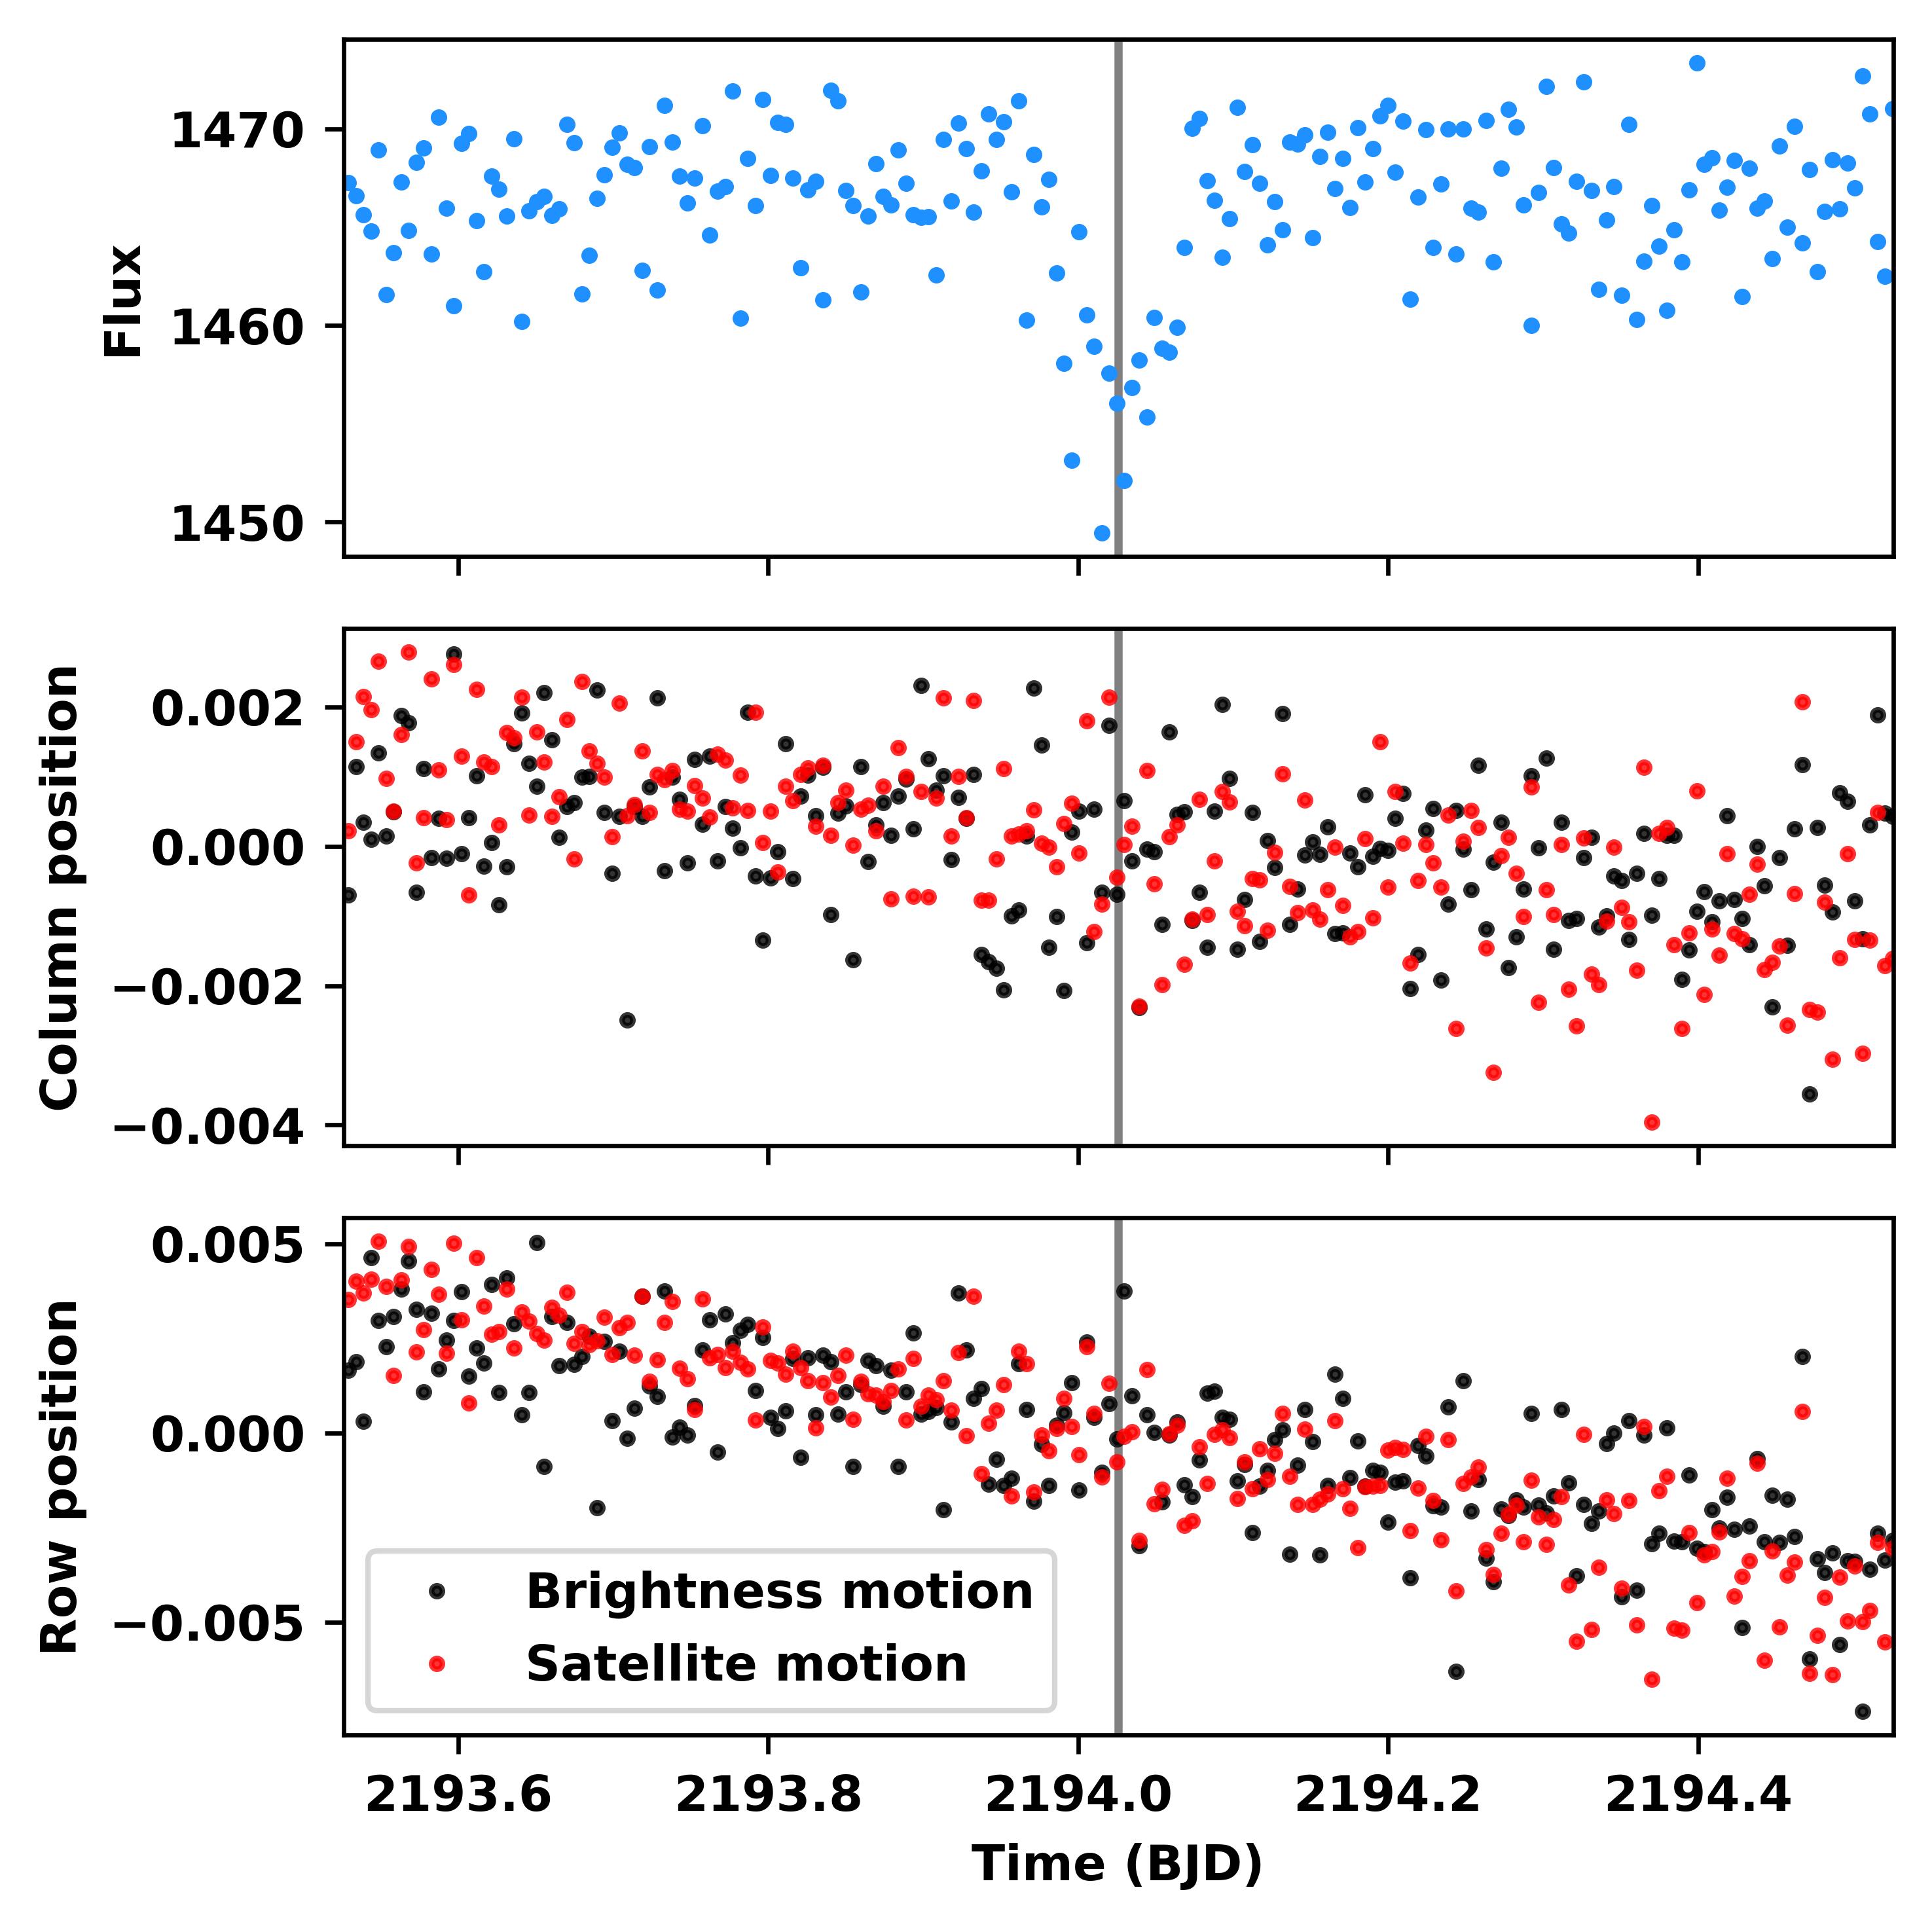 Flux
1470
1460
1450
Column position
0.002
0.000
−0.002
−0.004
Row position
0.005
0.000
−0.005
Brightness motion
Satellite motion
2193.6 2193.8 2194.0 2194.2 2194.4
Time (BJD)